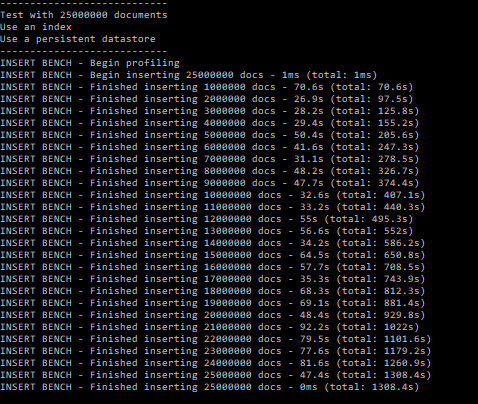 ------------------------------
Test with 25000000 documents
Use an index
Use a persistent datastore
------------------------------
INSERT BENCH - Begin profiling
INSERT BENCH - Begin inserting 25000000 docs - 1ms (total: 1ms)
INSERT BENCH - Finished inserting 1000000 docs - 70.6s (total: 70.6s)
INSERT BENCH - Finished inserting 2000000 docs - 26.9s (total: 97.5s)
INSERT BENCH - Finished inserting 3000000 docs - 28.2s (total: 125.8s)
INSERT BENCH - Finished inserting 4000000 docs - 29.4s (total: 155.2s)
INSERT BENCH - Finished inserting 5000000 docs - 50.4s (total: 205.6s)
INSERT BENCH - Finished inserting 6000000 docs - 41.6s (total: 247.3s)
INSERT BENCH - Finished inserting 7000000 docs - 31.1s (total: 278.5s)
INSERT BENCH - Finished inserting 8000000 docs - 48.2s (total: 326.7s)
INSERT BENCH - Finished inserting 9000000 docs - 47.7s (total: 374.4s)
INSERT BENCH - Finished inserting 10000000 docs - 32.6s (total: 407.1s)
INSERT BENCH - Finished inserting 11000000 docs - 33.2s (total: 440.3s)
INSERT BENCH - Finished inserting 12000000 docs - 55s (total: 495.3s)
INSERT BENCH - Finished inserting 13000000 docs - 56.6s (total: 552s)
INSERT BENCH - Finished inserting 14000000 docs - 34.2s (total: 586.2s)
INSERT BENCH - Finished inserting 15000000 docs - 64.5s (total: 650.8s)
INSERT BENCH - Finished inserting 16000000 docs - 57.7s (total: 708.5s)
INSERT BENCH - Finished inserting 17000000 docs - 35.3s (total: 743.9s)
INSERT BENCH - Finished inserting 18000000 docs - 68.3s (total: 812.3s)
INSERT BENCH - Finished inserting 19000000 docs - 69.1s (total: 881.4s)
INSERT BENCH - Finished inserting 20000000 docs - 48.4s (total: 929.8s)
INSERT BENCH - Finished inserting 21000000 docs - 92.2s (total: 1022s)
INSERT BENCH - Finished inserting 22000000 docs - 79.5s (total: 1101.6s)
INSERT BENCH - Finished inserting 23000000 docs - 77.6s (total: 1179.2s)
INSERT BENCH - Finished inserting 24000000 docs - 81.6s (total: 1260.9s)
INSERT BENCH - Finished inserting 25000000 docs - 47.4s (total: 1308.4s)
INSERT BENCH - Finished inserting 25000000 docs - 0ms (total: 1308.4s)